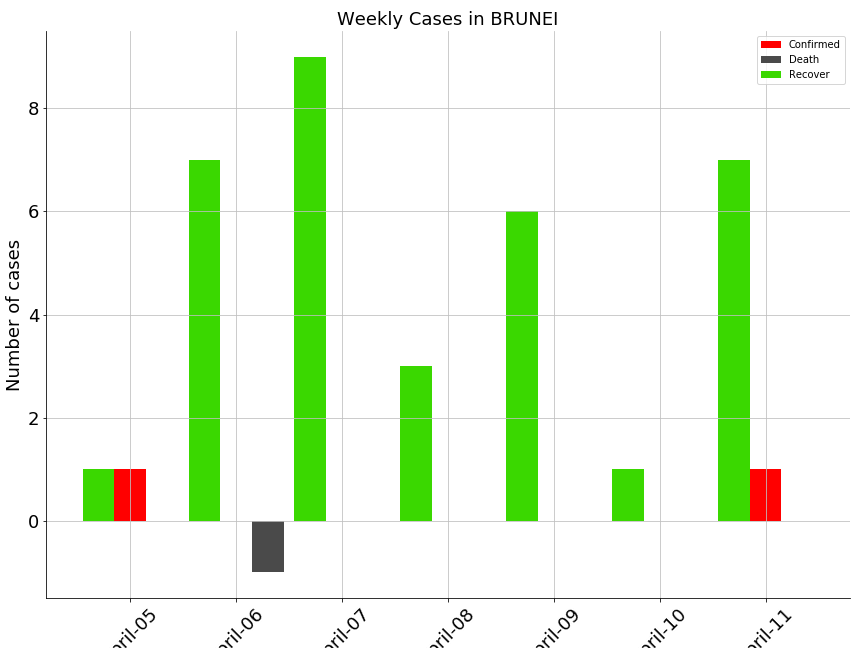 Weekly Cases in BRUNEI
Confirmed
Death
Recover
Number of cases
8
6
4
2
0
pril-05
pril-06
pril-07
pril-08
pril-09
pril-10
pril-11